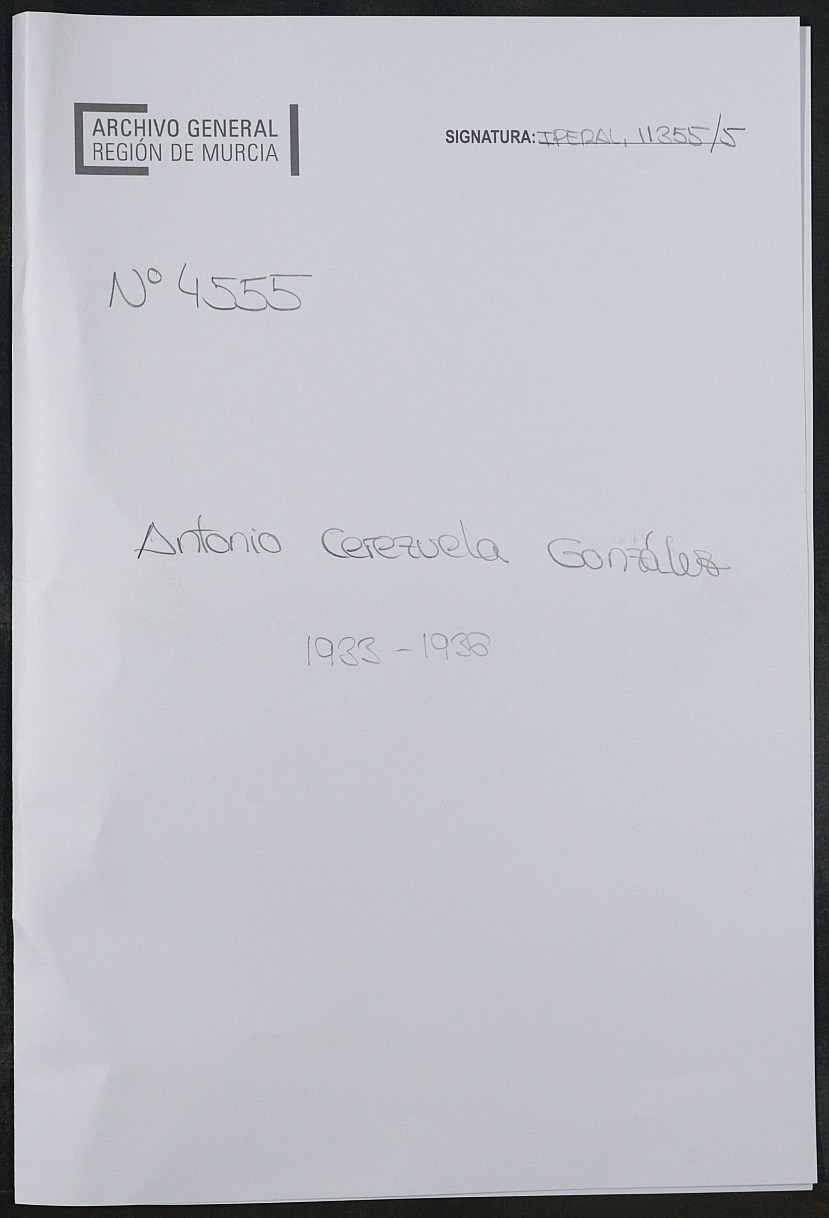 ARCHIVO GENERAL
REGIÓN DE MURCIA
SIGNATURA: IPERAL, 11355/5
Nº 4555
Antonio Cerezuela González
1933-1936